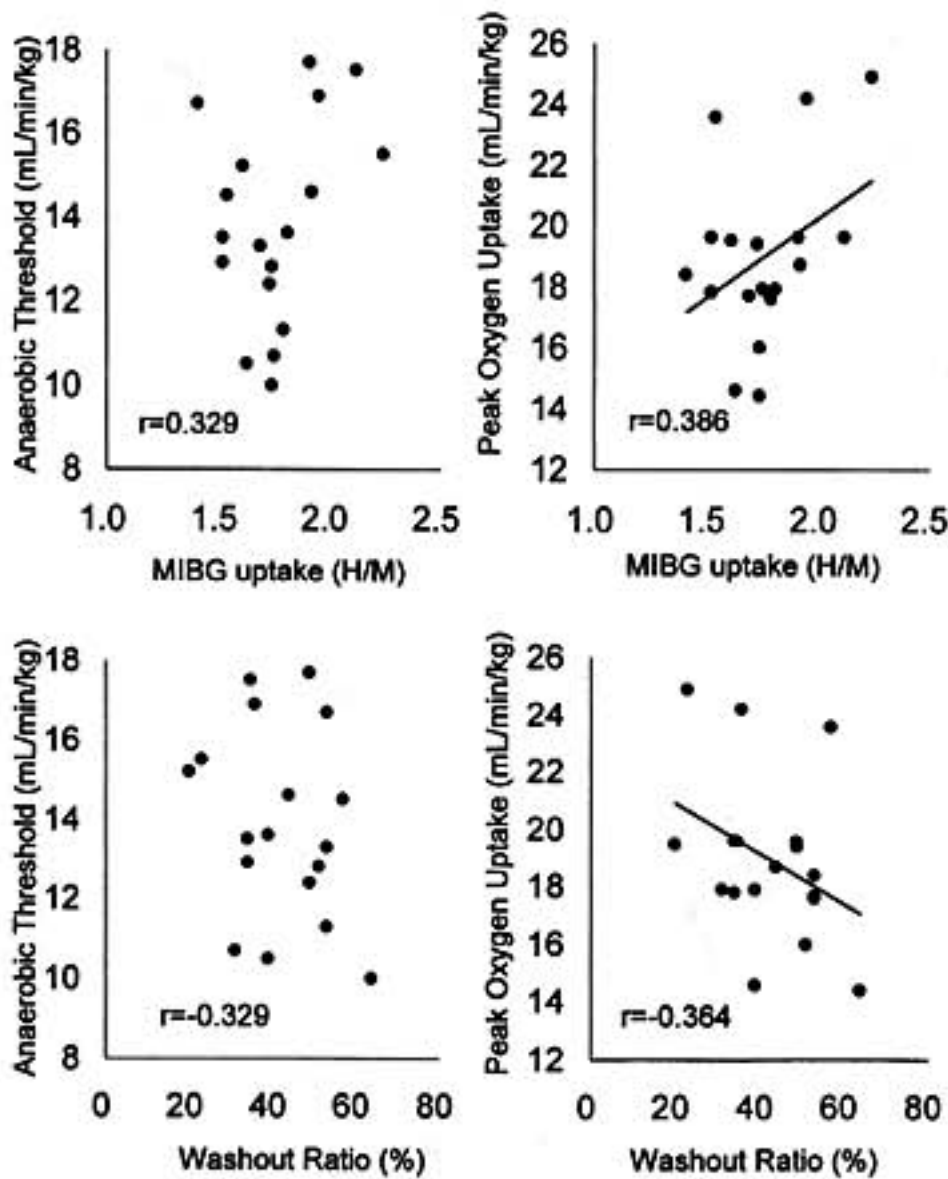 Anaerobic Threshold (mL/min/kg)
18
16
14
12
10
8
r=0.329
1.0 1.5 2.0 2.5
MIBG uptake (H/M)
Peak Oxygen Uptake (mL/min/kg)
26
24
22
20
18
16
14
12
r=0.386
1.0 1.5 2.0 2.5
MIBG uptake (H/M)
Anaerobic Threshold (mL/min/kg)
18
16
14
12
10
8
r=-0.329
0 20 40 60 80
Washout Ratio (%)
Peak Oxygen Uptake (mL/min/kg)
26
24
22
20
18
16
14
12
r=-0.364
0 20 40 60 80
Washout Ratio (%)